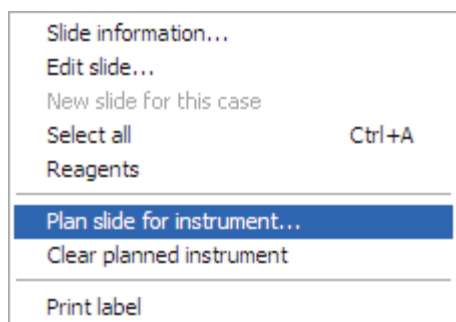 Slide information...
Edit slide...
New slide for this case
Select all Ctrl+A
Reagents
Plan slide for instrument...
Clear planned instrument
Print label